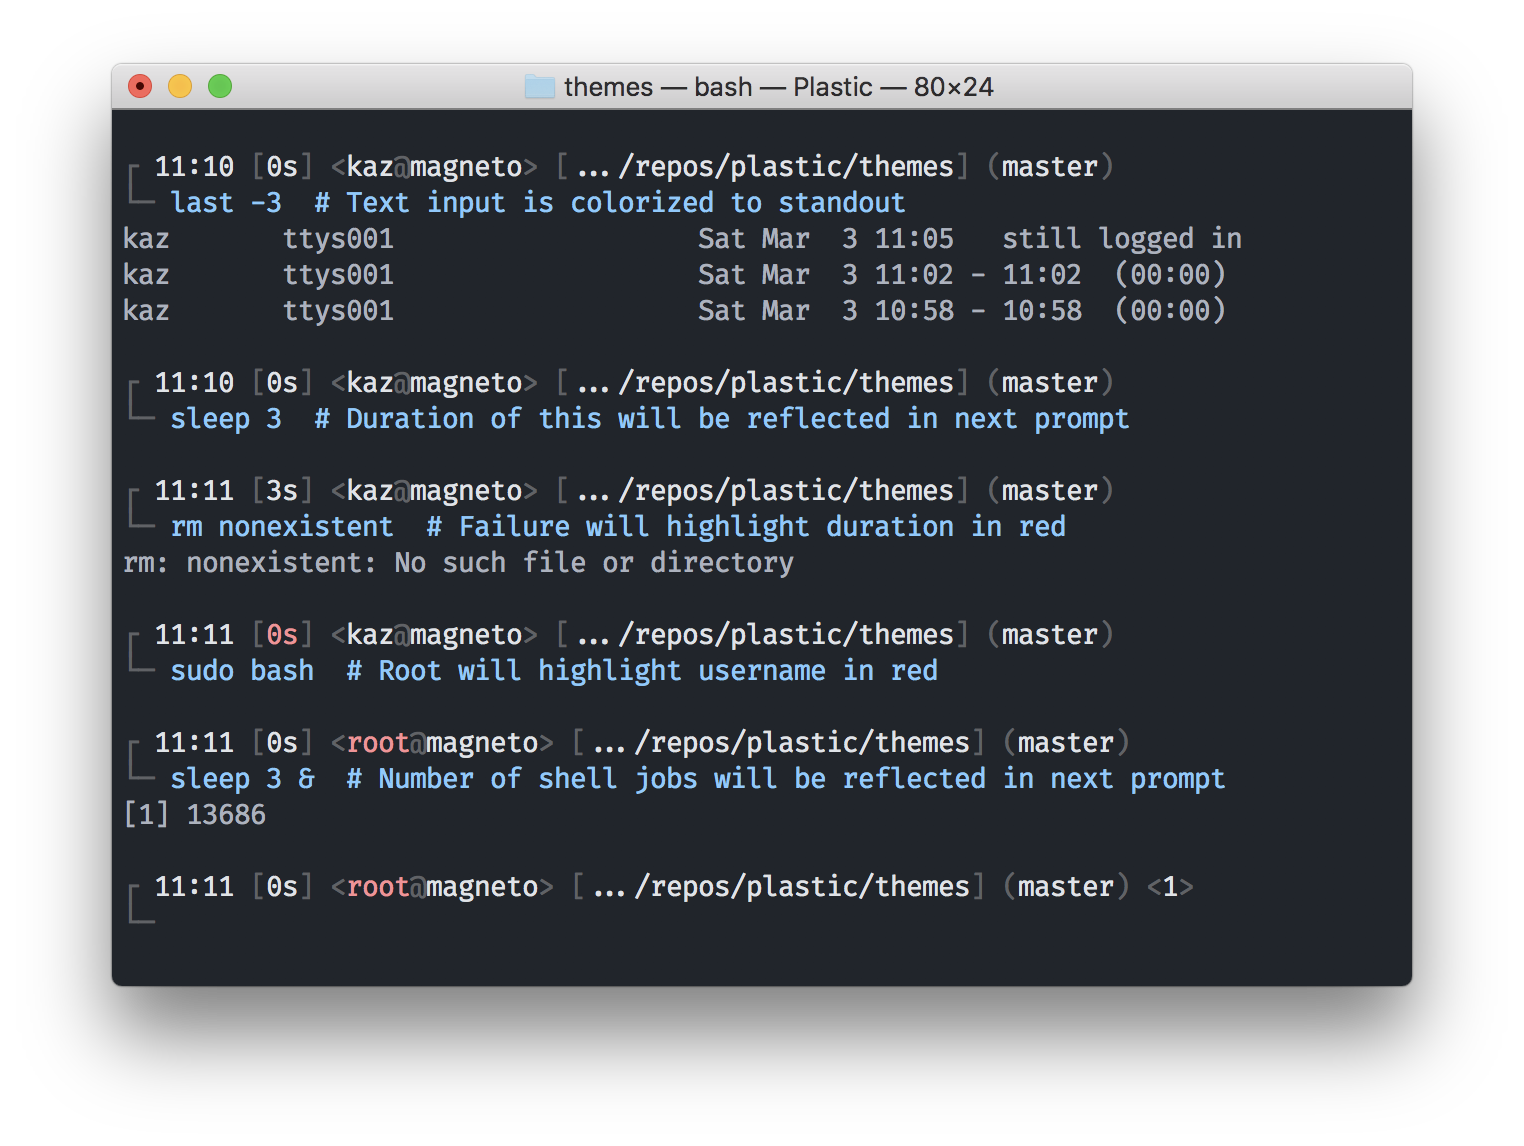 themes — bash — Plastic — 80×24
┌ 11:10 [0s] <kaz@magneto> [.../repos/plastic/themes] (master)
└─ last -3  # Text input is colorized to standout
kaz       ttys001                   Sat Mar  3 11:05   still logged in
kaz       ttys001                   Sat Mar  3 11:02 - 11:02  (00:00)
kaz       ttys001                   Sat Mar  3 10:58 - 10:58  (00:00)
┌ 11:10 [0s] <kaz@magneto> [.../repos/plastic/themes] (master)
└─ sleep 3  # Duration of this will be reflected in next prompt
┌ 11:11 [3s] <kaz@magneto> [.../repos/plastic/themes] (master)
└─ rm nonexistent  # Failure will highlight duration in red
rm: nonexistent: No such file or directory
┌ 11:11 [0s] <kaz@magneto> [.../repos/plastic/themes] (master)
└─ sudo bash  # Root will highlight username in red
┌ 11:11 [0s] <root@magneto> [.../repos/plastic/themes] (master)
└─ sleep 3 &  # Number of shell jobs will be reflected in next prompt
[1] 13686
┌ 11:11 [0s] <root@magneto> [.../repos/plastic/themes] (master) <1>
└─